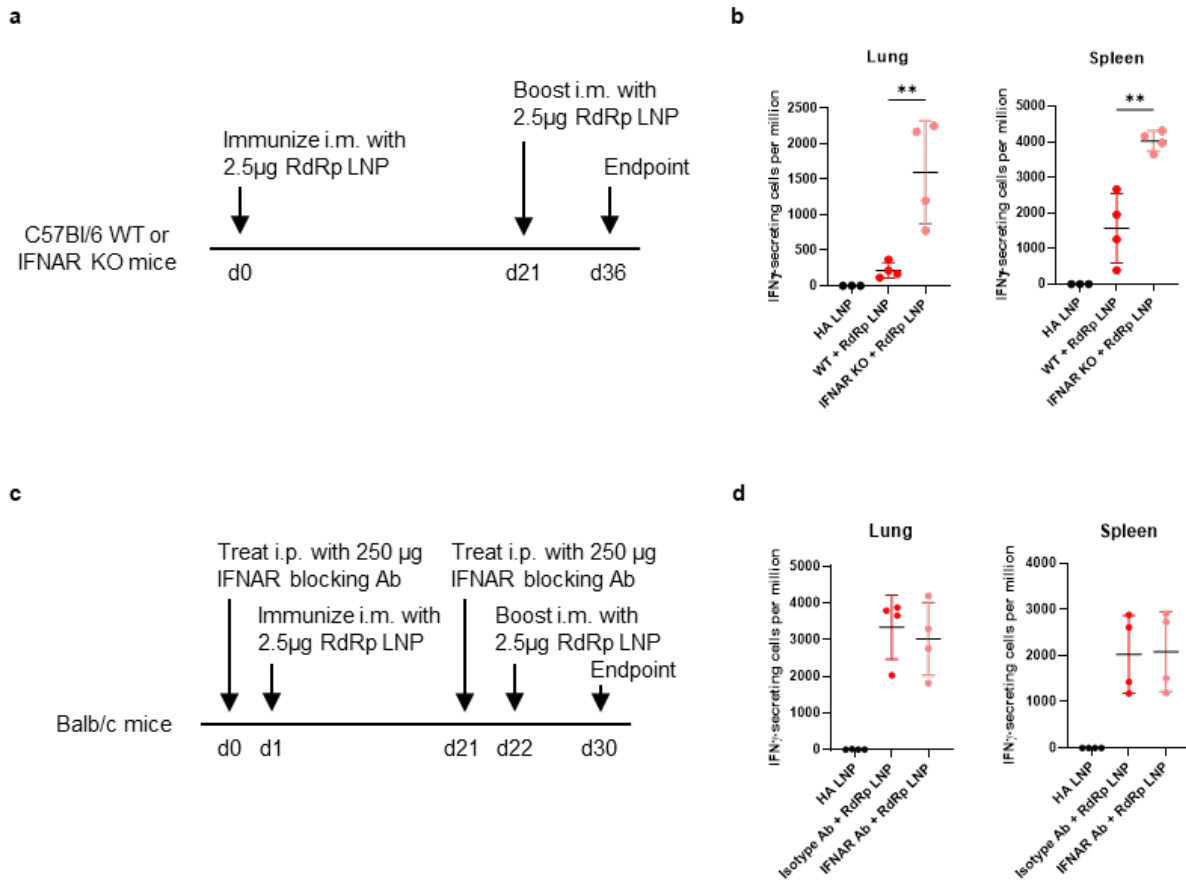 a
Immunize i.m. with
2.5µg RdRp LNP
Boost i.m. with
2.5µg RdRp LNP
Endpoint
C57Bl/6 WT or
IFNAR KO mice
d0
d21
d36
b
Lung
**
IFNγ-secreting cells per million
2500
2000
1500
1000
500
0
HA LNP
WT + RdRp LNP
IFNAR KO + RdRp LNP
Spleen
**
IFNγ-secreting cells per million
5000
4000
3000
2000
1000
0
HA LNP
WT + RdRp LNP
IFNAR KO + RdRp LNP
c
Treat i.p. with 250 µg
IFNAR blocking Ab
Immunize i.m. with
2.5µg RdRp LNP
Treat i.p. with 250 µg
IFNAR blocking Ab
Boost i.m. with
2.5µg RdRp LNP
Endpoint
Balb/c mice
d0
d1
d21
d22
d30
d
Lung
IFNγ-secreting cells per million
5000
4000
3000
2000
1000
0
HA LNP
Isotype Ab + RdRp LNP
IFNAR Ab + RdRp LNP
Spleen
IFNγ-secreting cells per million
4000
3000
2000
1000
0
HA LNP
Isotype Ab + RdRp LNP
IFNAR Ab + RdRp LNP